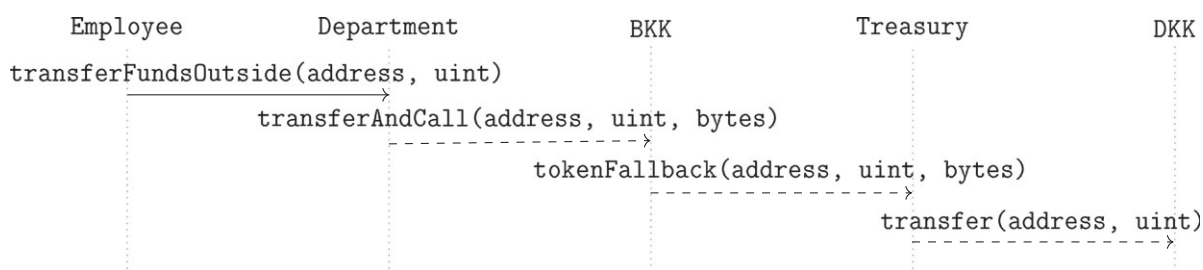 Employee Department BKK Treasury DKK
transferFundsOutside(address, uint)
transferAndCall(address, uint, bytes)
tokenFallback(address, uint, bytes)
transfer(address, uint)